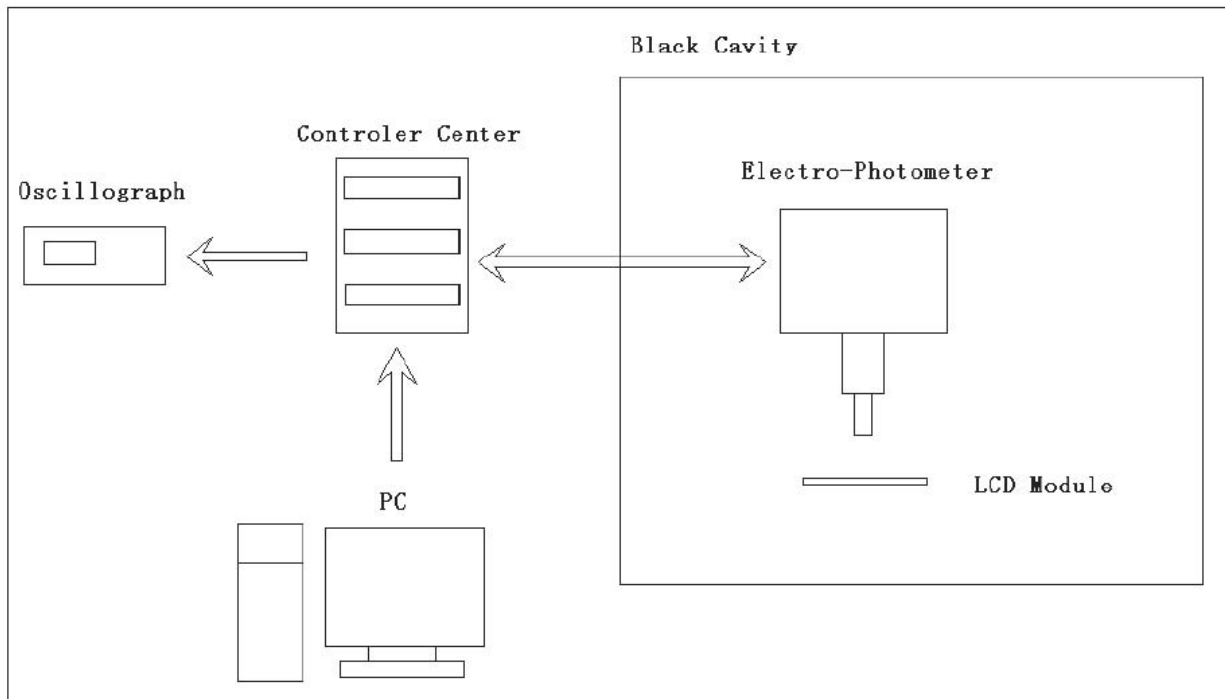 Black Cavity
Controler Center
Electro-Photometer
Oscillograph
LCD Module
PC